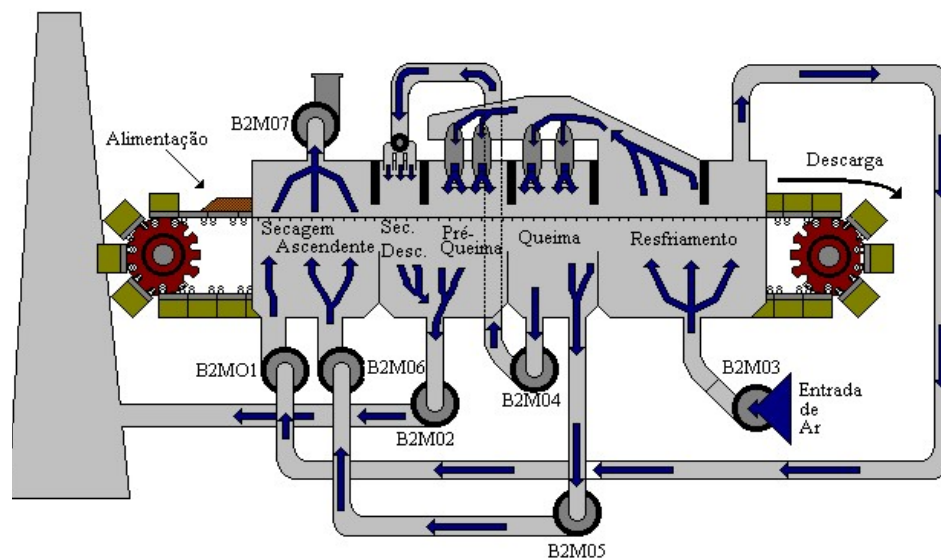 B2M07
Alimentação
Descarga
Secagem
Ascendente
Sec.
Desc.
Pré-
Queima
Queima
Resfriamento
B2MO1
B2M06
B2M04
B2M03
Entrada
de
Ar
B2M02
B2M05